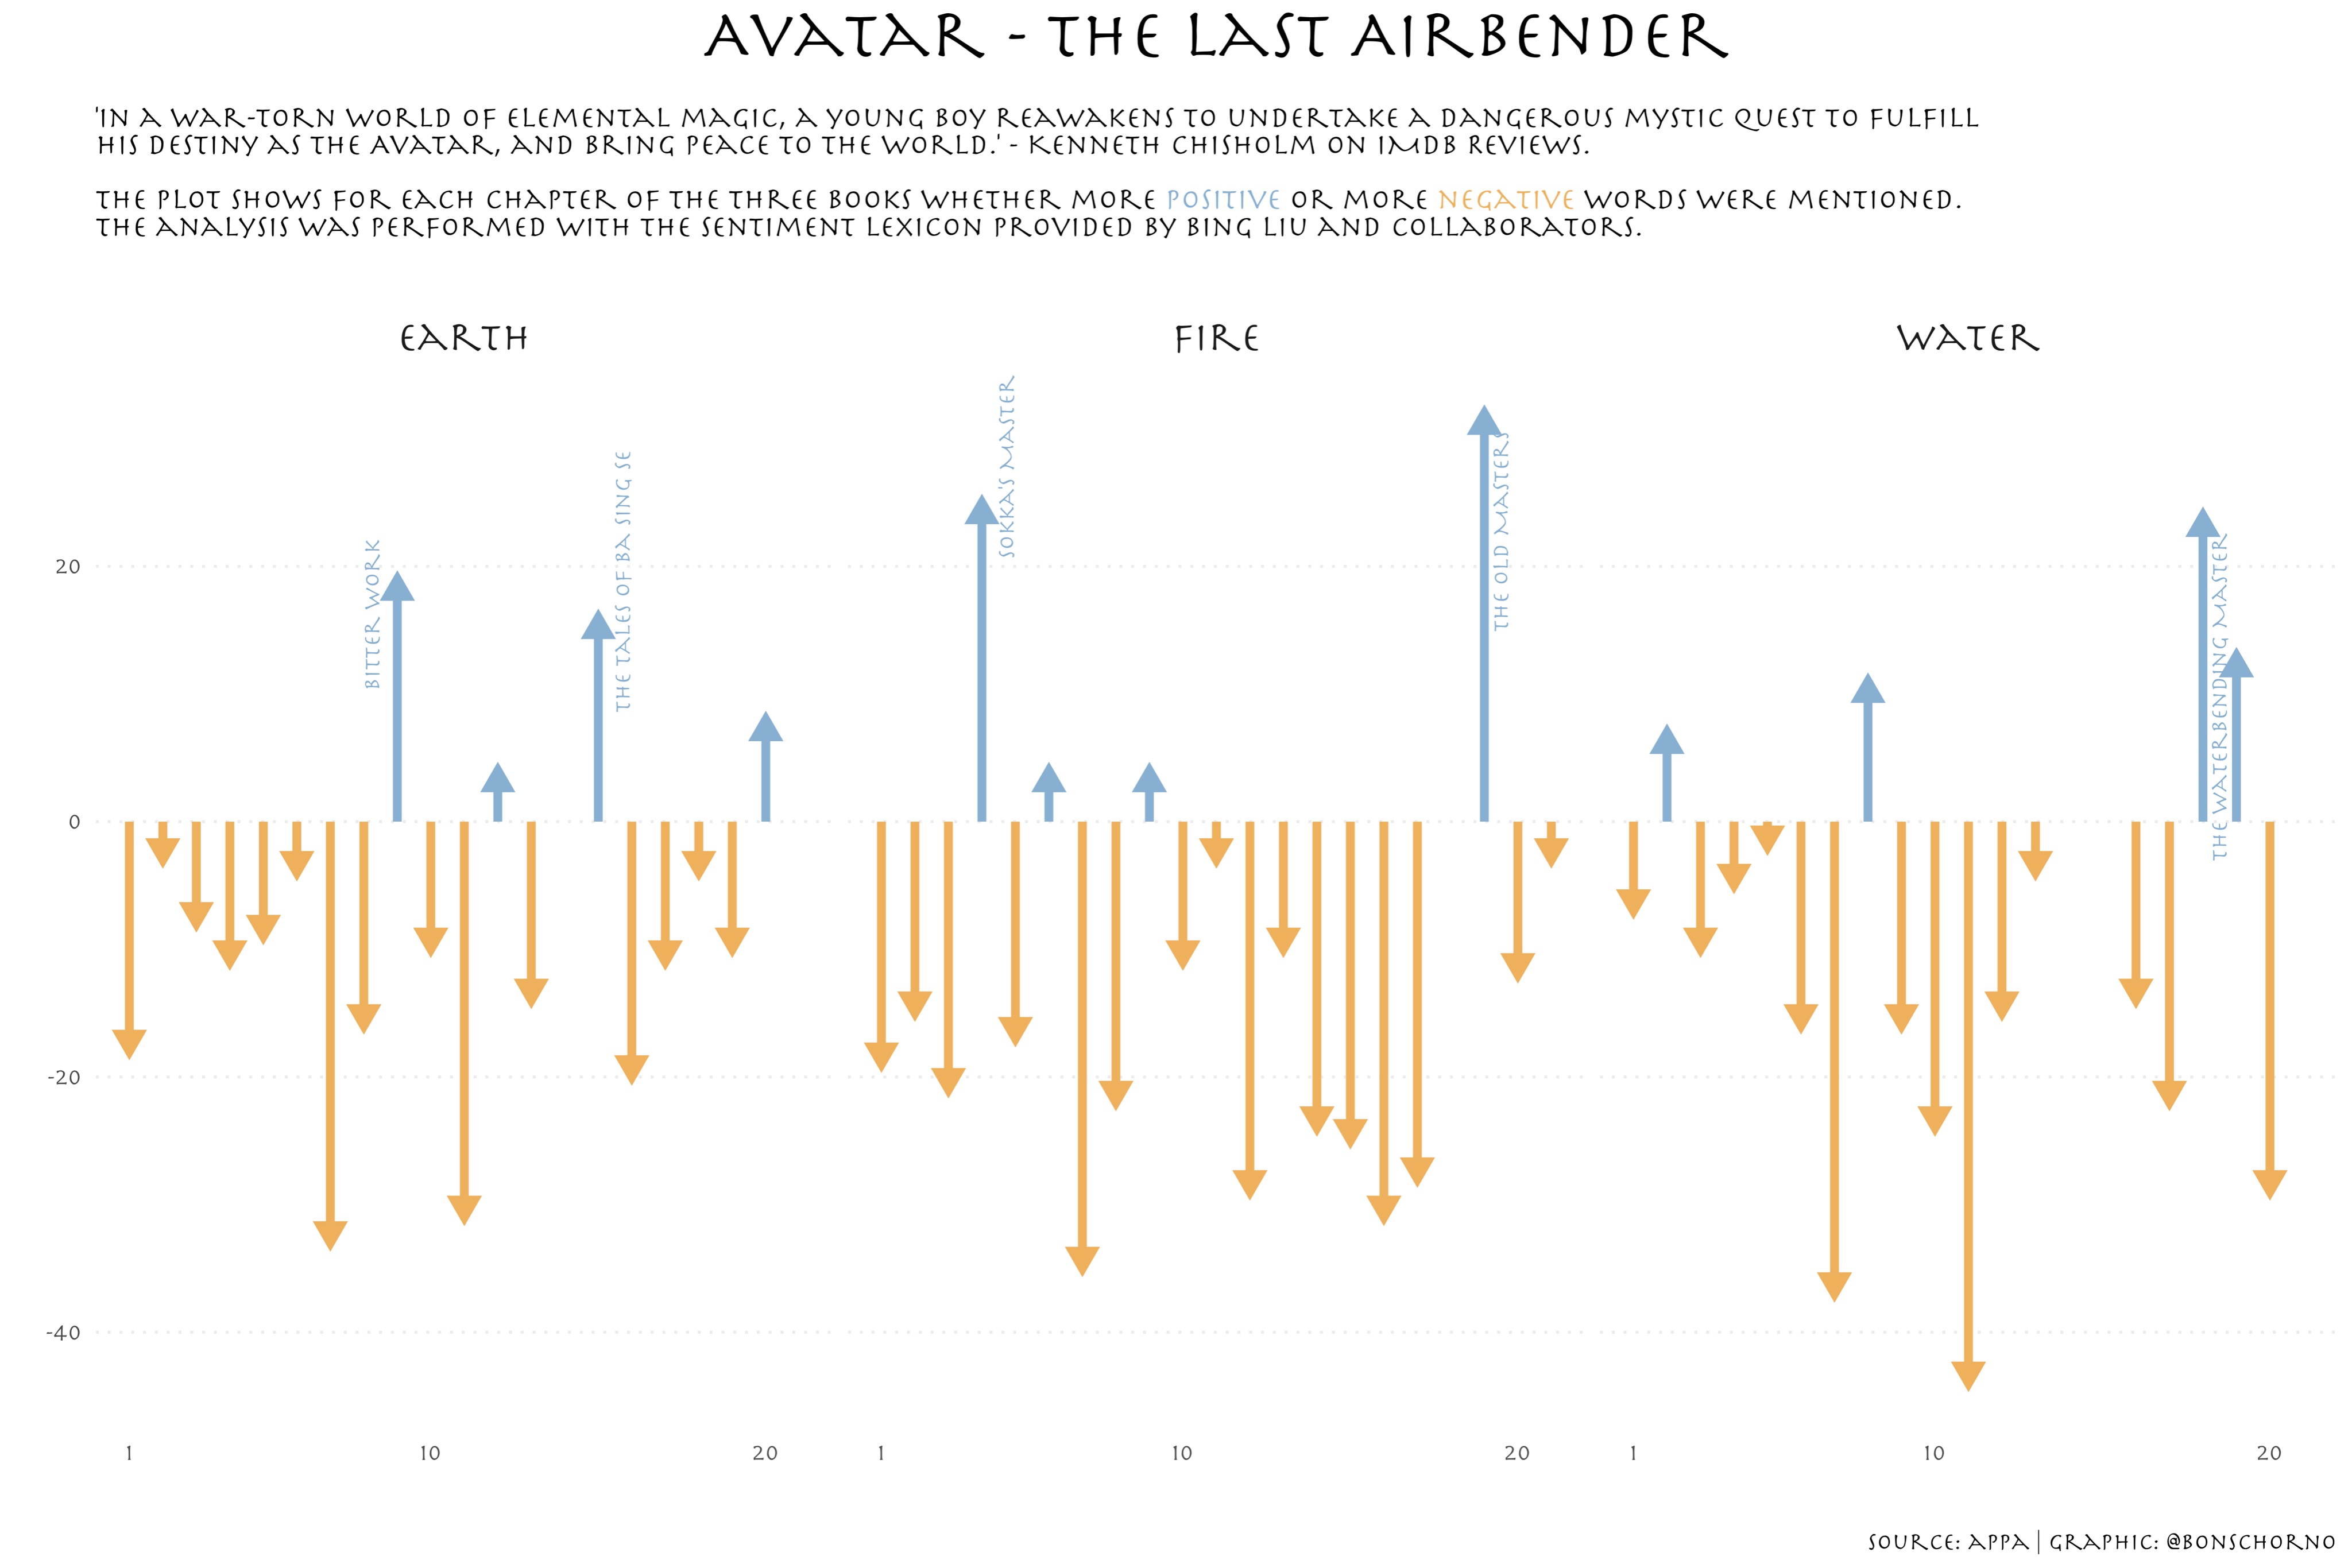 AVATAR - THE LAST AIRBENDER
'IN A WAR-TORN WORLD OF ELEMENTAL MAGIC, A YOUNG BOY REAWAKENS TO UNDERTAKE A DANGEROUS MYSTIC QUEST TO FULFILL
HIS DESTINY AS THE AVATAR, AND BRING PEACE TO THE WORLD.' - KENNETH CHISHOLM ON IMDB REVIEWS.
THE PLOT SHOWS FOR EACH CHAPTER OF THE THREE BOOKS WHETHER MORE POSITIVE OR MORE NEGATIVE WORDS WERE MENTIONED.
THE ANALYSIS WAS PERFORMED WITH THE SENTIMENT LEXICON PROVIDED BY BING LIU AND COLLABORATORS.
EARTH
FIRE
WATER
BITTER WORK
THE TALES OF BA SING SE
SOKKA'S MASTER
THE OLD MASTERS
THE WATERBENDING MASTER
20
0
-20
-40
1
10
20
1
10
20
1
10
20
SOURCE: APPA | GRAPHIC: @BONSCHORNO